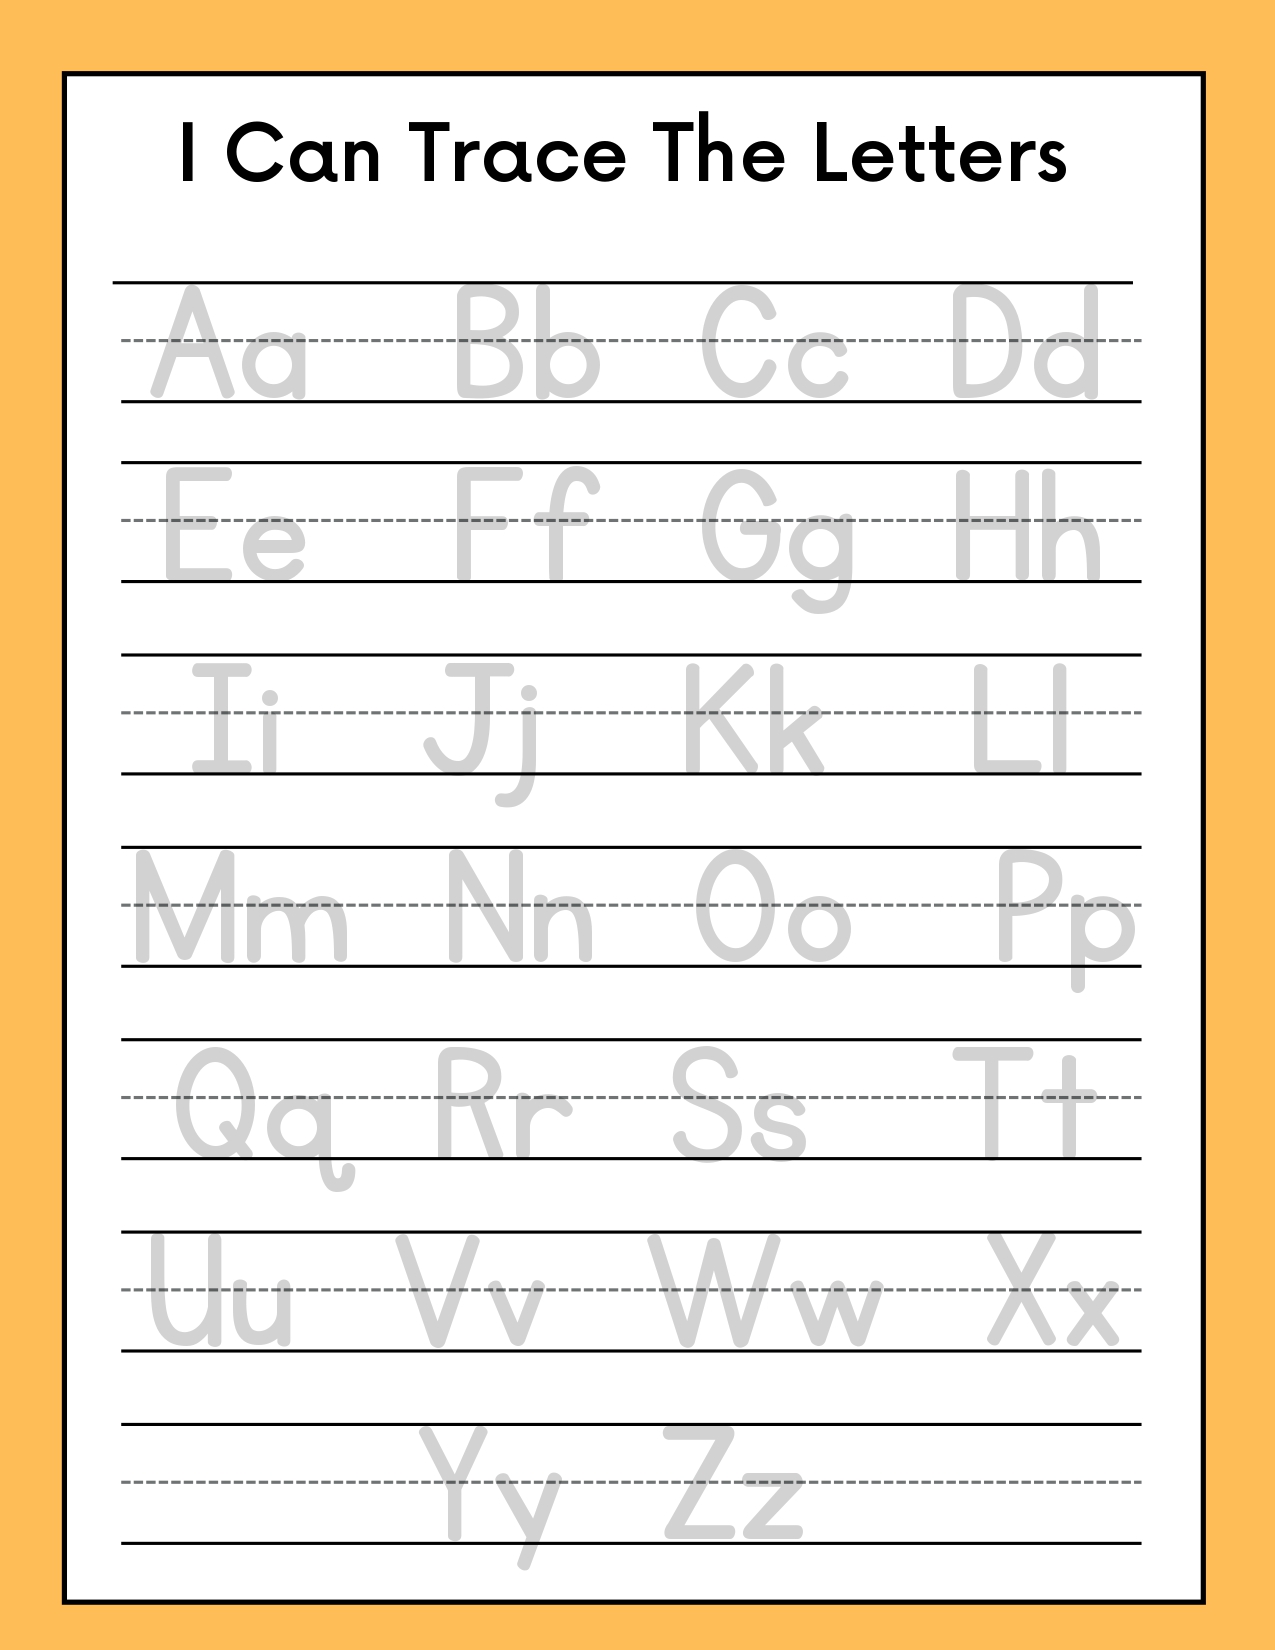 I Can Trace The Letters
Aa Bb Cc Dd
Ee Ff Gg Hh
Ii Jj Kk Ll
Mm Nn Oo Pp
Qq Rr Ss Tt
Uu Vv Ww Xx
Yy Zz